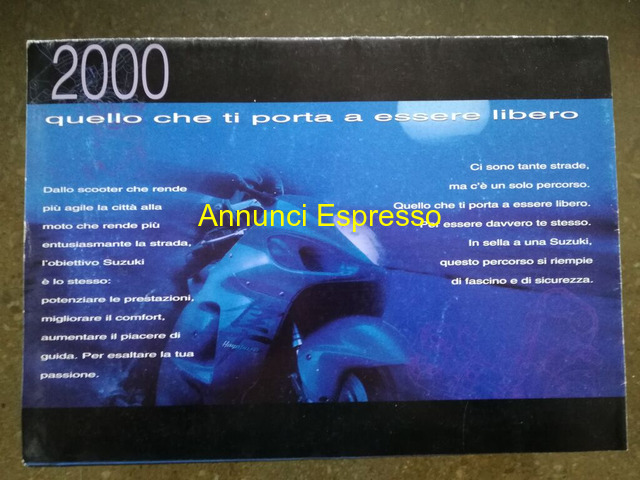 2000
quello che ti porta a essere libero
Dallo scooter che rende
più agile la città alla
moto che rende più
entusiasmante la strada,
l'obiettivo Suzuki
è lo stesso:
potenziare le prestazioni,
migliorare il comfort,
aumentare il piacere di
guida. Per esaltare la tua
passione.
Annunci Espresso
Ci sono tante strade,
ma c'è un solo percorso.
Quello che ti porta a essere libero.
Per essere davvero te stesso.
In sella a una Suzuki,
questo percorso si riempie
di fascino e di sicurezza.